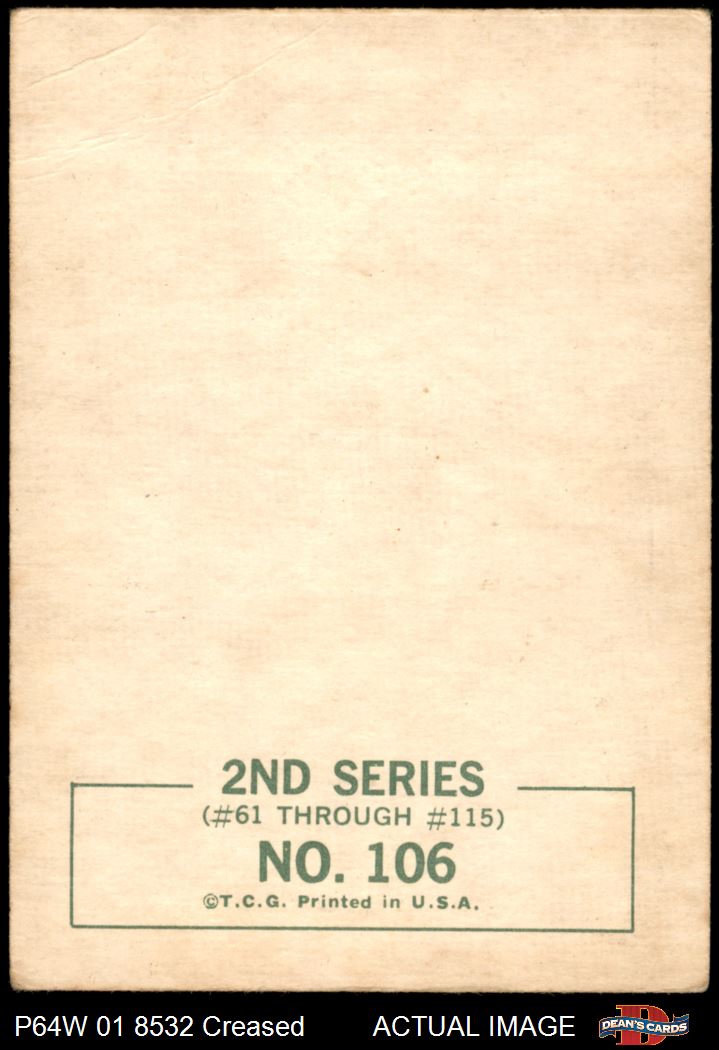 2ND SERIES
(#61 THROUGH #115)
NO. 106
©T.C.G. Printed in U.S.A.
P64W 01 8532 Creased ACTUAL IMAGE
D
DEAN'S CARDS